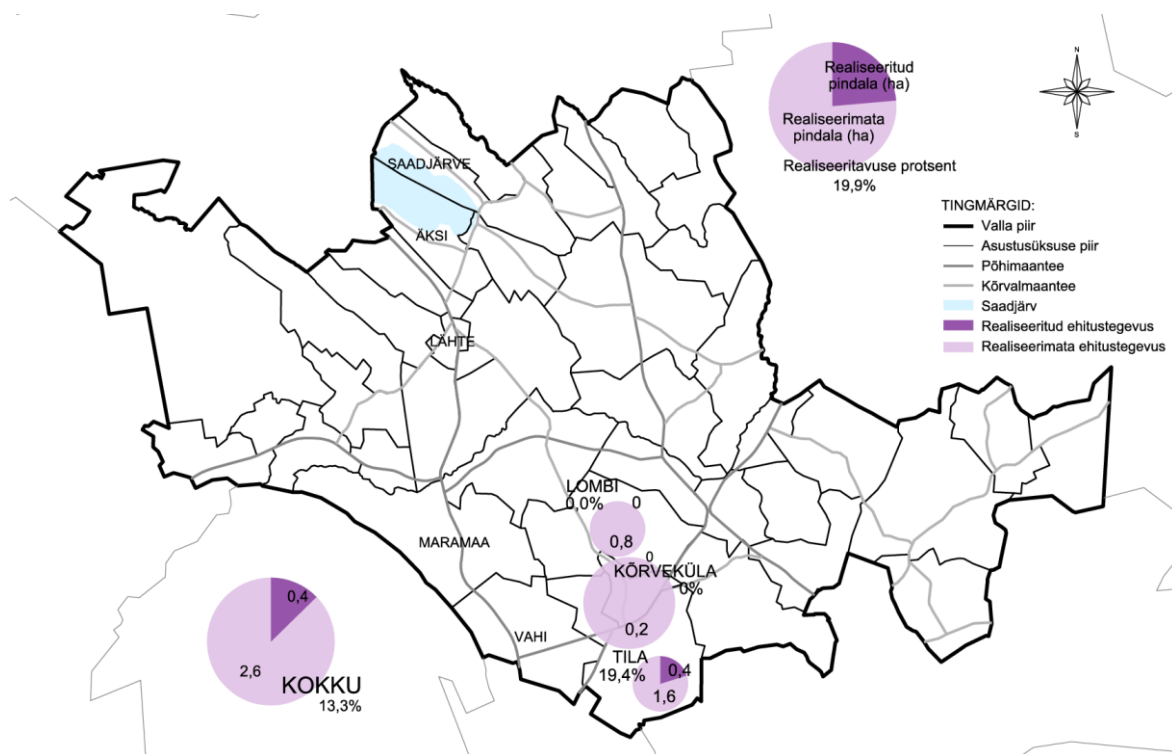 Realiseeritud
pindala (ha)
Realiseerimata
pindala (ha)
Realiseeritavuse protsent
19,9%
N
S
TINGMÄRGID:
Valla piir
Asustusüksuse piir
Põhimaantee
Kõrvalmaantee
Saadjärv
Realiseeritud ehitustegevus
Realiseerimata ehitustegevus
SAADJÄRVE
ÄKSI
LÄHTE
LOMBI
0,0%
0
0,8
MARAMAA
0
KÕRVEKÜLA
0%
0,2
VAHI
TILA
19,4%
0,4
1,6
0,4
2,6
KOKKU
13,3%